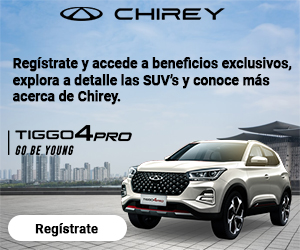 CHIREY
Regístrate y accede a beneficios exclusivos,
explora a detalle las SUV's y conoce más
acerca de Chirey.
TIGGO4PRO
GO.BE YOUNG
TIGGO4PRO
Regístrate